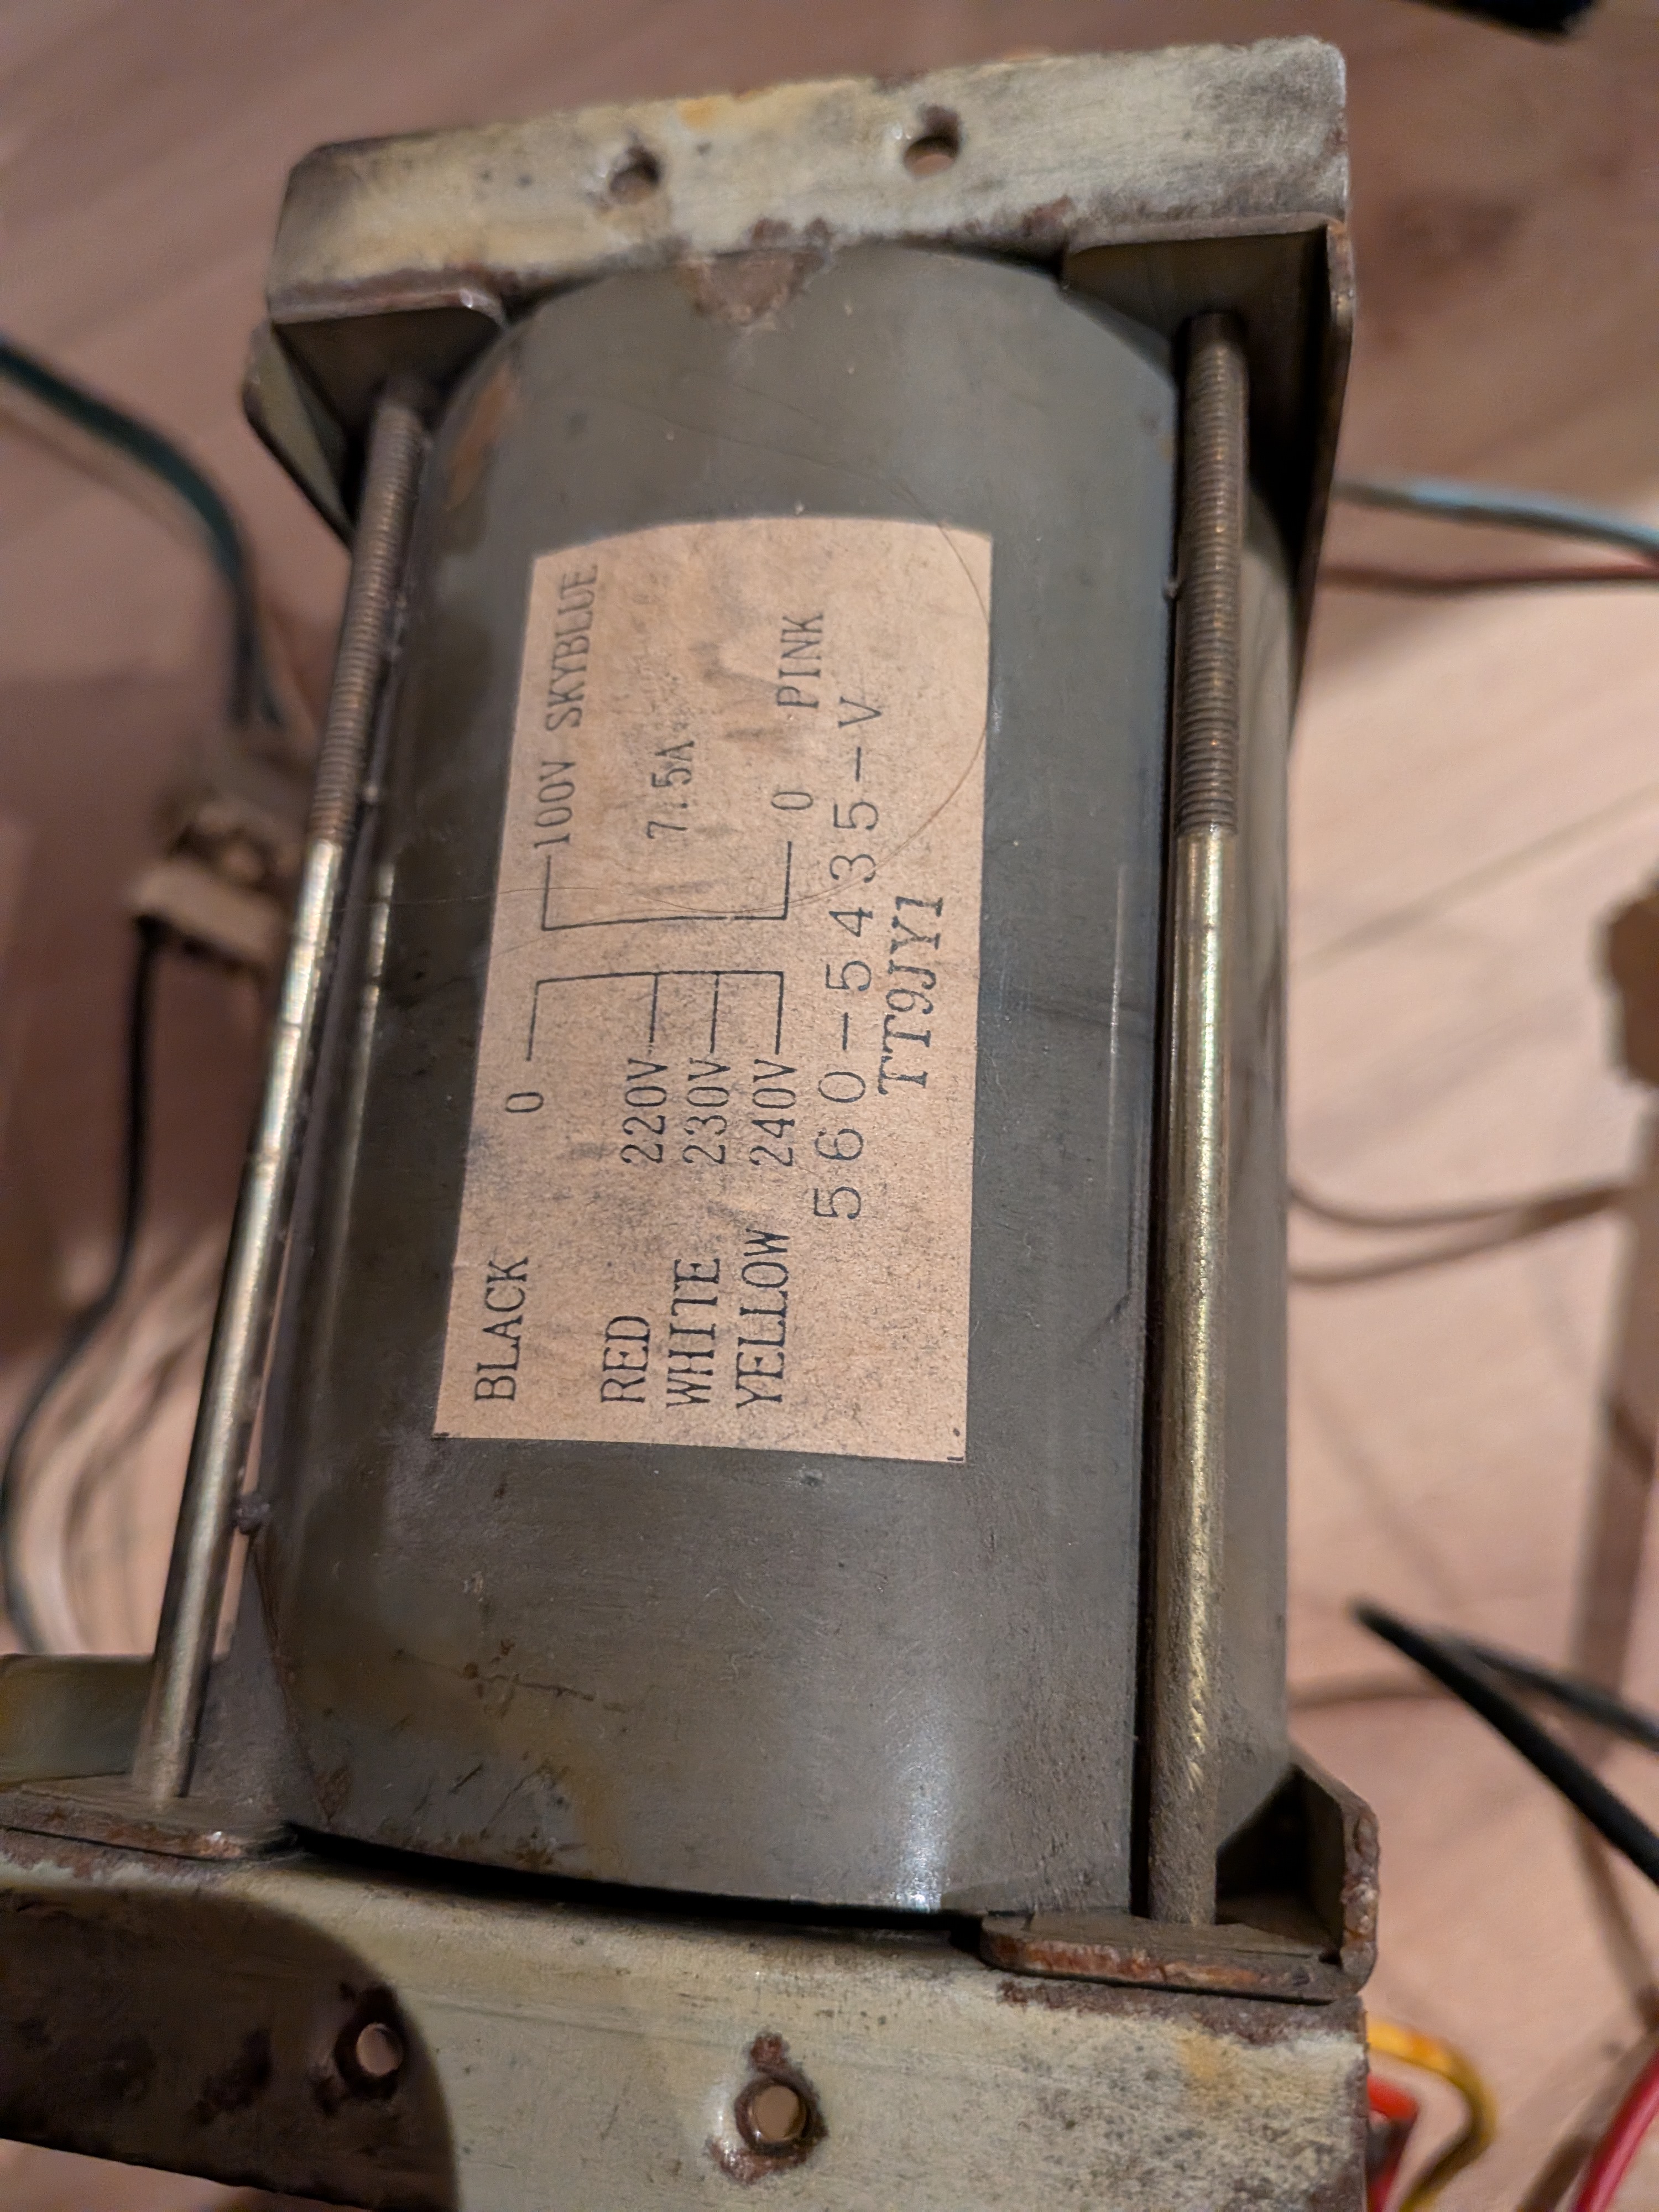 BLACK 0 100V SKYBLUE
RED 220V 7.5A
WHITE 230V
YELLOW 240V 0 PINK
560-5435-V
TT9JY1